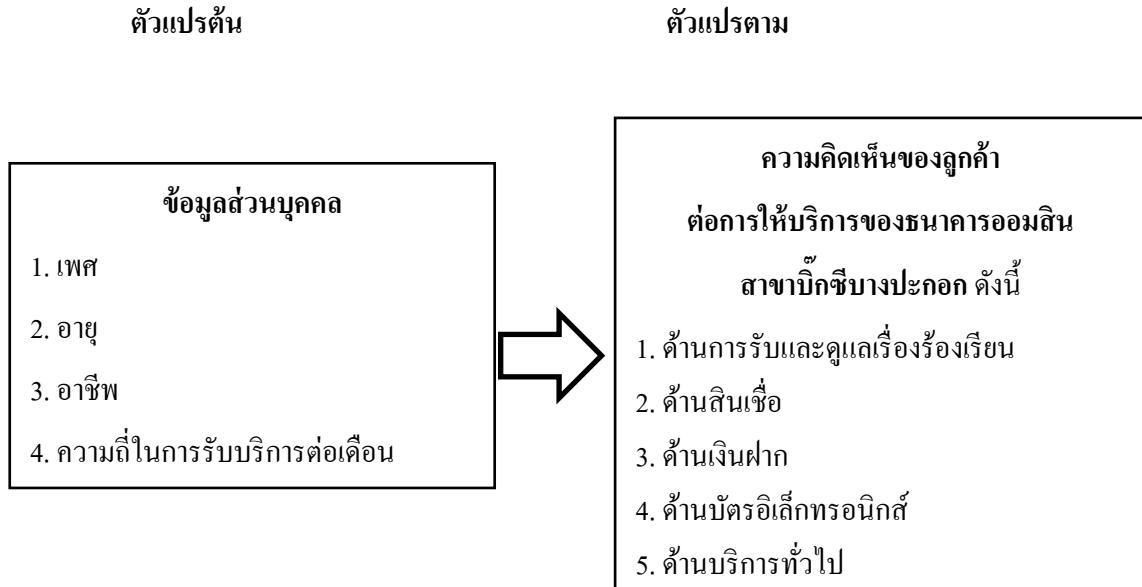 ตัวแปรต้น
ตัวแปรตาม
ข้อมูลส่วนบุคคล
1. เพศ
2. อายุ
3. อาชีพ
4. ความถี่ในการรับบริการต่อเดือน
ความคิดเห็นของลูกค้า
ต่อการให้บริการของธนาคารออมสิน
สาขาบิ๊กซีบางปะกอก ดังนี้
1. ด้านการรับและดูแลเรื่องร้องเรียน
2. ด้านสินเชื่อ
3. ด้านเงินฝาก
4. ด้านบัตรอิเล็กทรอนิกส์
5. ด้านบริการทั่วไป